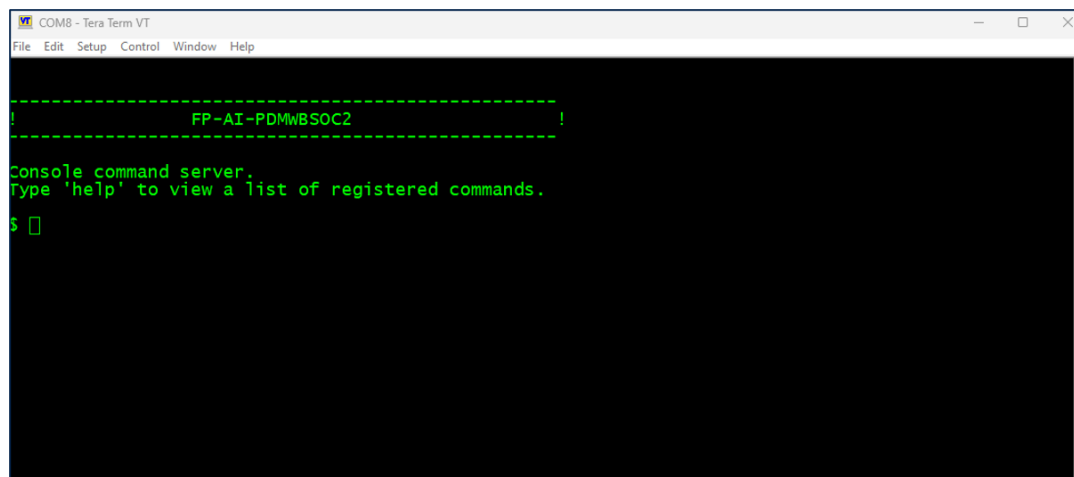 COM8 - Tera Term VT
File Edit Setup Control Window Help
----------------------------------------------------
! FP-AI-PDMWBSOC2 !
----------------------------------------------------
Console command server.
Type 'help' to view a list of registered commands.
$